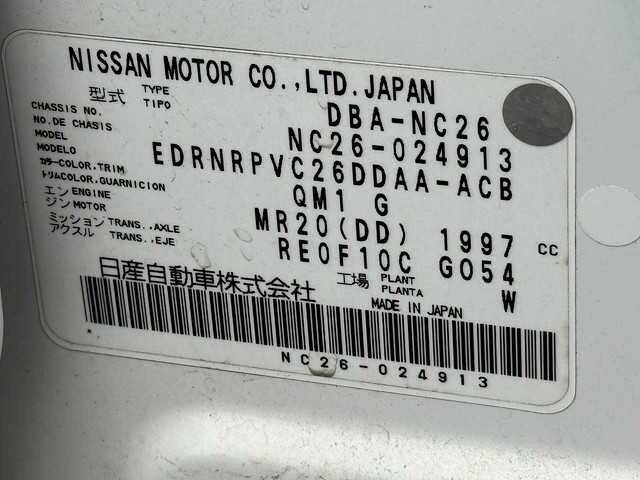 NISSAN MOTOR CO.,LTD.JAPAN
型式 TYPE TIPO DBA-NC26
CHASSIS NO. NO.DE CHASIS NC26-024913
MODEL MODELO EDRNRPVC26DDAA-ACB
カラー COLOR,TRIM トリム COLOR,GUARNICION QM1 G
エンジン ENGINE MOTOR MR20(DD) 1997 cc
ミッション TRANS.,AXLE アクスル TRANS.,EJE RE0F10C GO54
日産自動車株式会社 工場 PLANT PLANTA W
MADE IN JAPAN
* NC26-024913